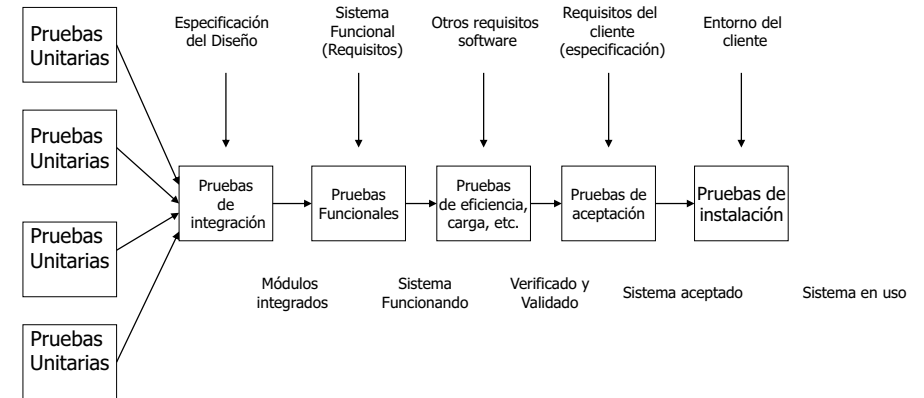 Pruebas
Unitarias
Pruebas
Unitarias
Pruebas
Unitarias
Pruebas
Unitarias
Especificación
del Diseño
Sistema
Funcional
(Requisitos)
Otros requisitos
software
Requisitos del
cliente
(especificación)
Entorno del
cliente
Pruebas
de
integración
Pruebas
Funcionales
Pruebas
de eficiencia,
carga, etc.
Pruebas de
aceptación
Pruebas de
instalación
Módulos
integrados
Sistema
Funcionando
Verificado y
Validado
Sistema aceptado
Sistema en uso